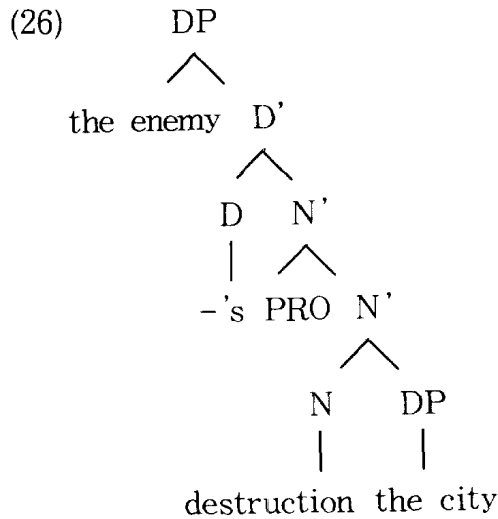 (26) DP
the enemy D'
D N'
-'s PRO N'
N DP
destruction the city